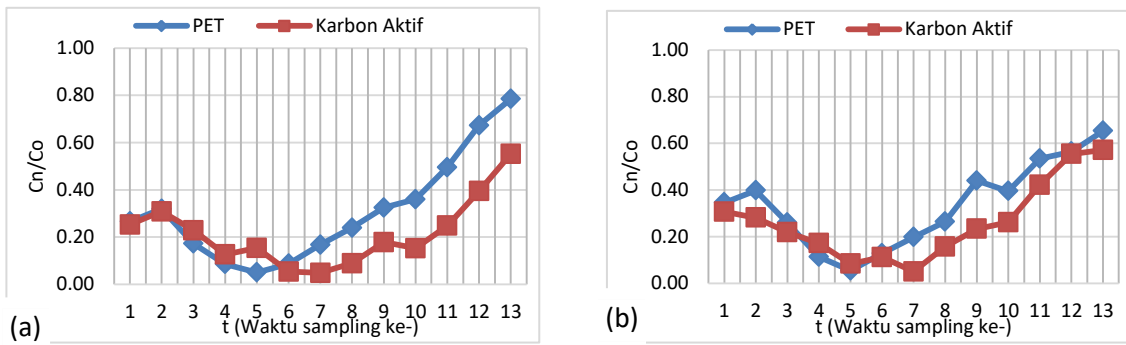 PET Karbon Aktif
1.00
0.80
0.60
0.40
0.20
0.00
Cn/Co
1 2 3 4 5 6 7 8 9 10 11 12 13
t (Waktu sampling ke-)
(a)
PET Karbon Aktif
1.00
0.80
0.60
0.40
0.20
0.00
Cn/Co
1 2 3 4 5 6 7 8 9 10 11 12 13
t (Waktu sampling ke-)
(b)